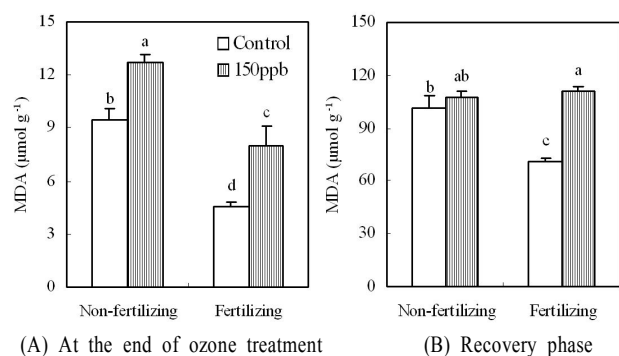 15
12
9
6
3
0
MDA (μmol g-1)
a
b
c
d
Control
150ppb
Non-fertilizing Fertilizing
(A) At the end of ozone treatment
150
120
90
60
30
0
MDA (μmol g-1)
b
ab
a
c
Non-fertilizing Fertilizing
(B) Recovery phase